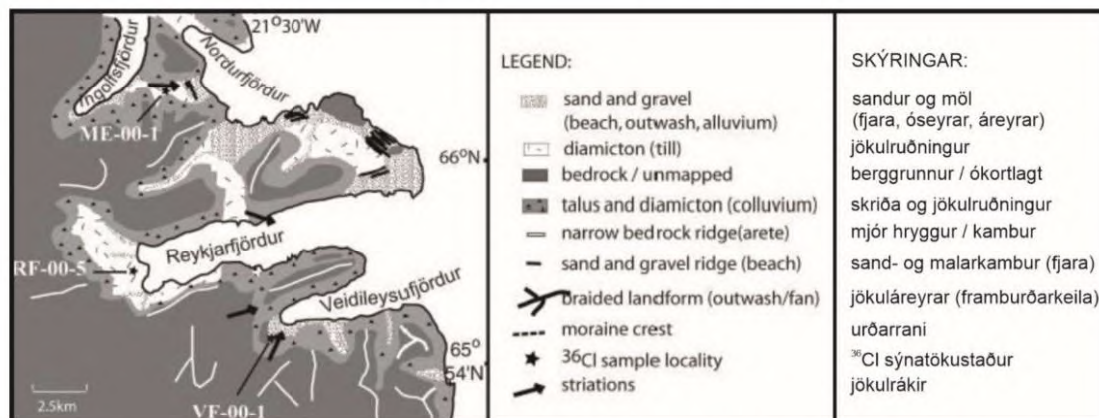 21°30'W
Ingolfsfjördur
Nordurfjördur
ME-00-1
66°N
Reykjarfjördur
RF-00-5
Veidileysufjördur
65°
54'N
2.5km
VF-00-1
LEGEND:
sand and gravel
(beach, outwash, alluvium)
diamicton (till)
bedrock / unmapped
talus and diamicton (colluvium)
narrow bedrock ridge(arete)
sand and gravel ridge (beach)
braided landform (outwash/fan)
moraine crest
36Cl sample locality
striations
SKÝRINGAR:
sandur og möl
(fjara, óseyrar, áreyrar)
jökulruðningur
berggrunnur / ókortlagt
skriða og jökulruðningur
mjór hryggur / kambur
sand- og malarkambur (fjara)
jökuláreyrar (framburðarkeila)
urðarrani
36Cl sýnatökustaður
jökulrákir